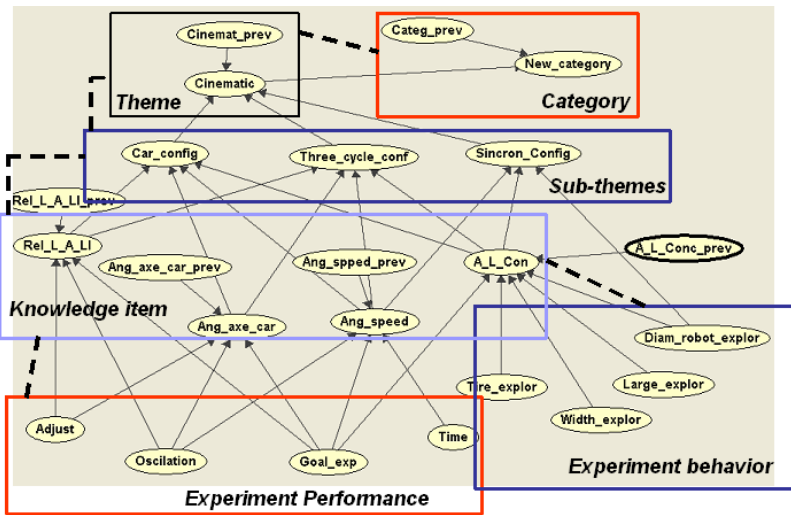 Cinemat_prev
Categ_prev
New_category
Cinematic
Theme
Category
Car_config
Three_cycle_conf
Sincron_Config
Sub-themes
Rel_L_A_LI_prev
Rel_L_A_LI
Ang_axe_car_prev
Ang_spped_prev
A_L_Con
A_L_Conc_prev
Knowledge item
Ang_axe_car
Ang_speed
Diam_robot_explor
Tire_explor
Large_explor
Width_explor
Adjust
Time
Oscilation
Goal_exp
Experiment behavior
Experiment Performance